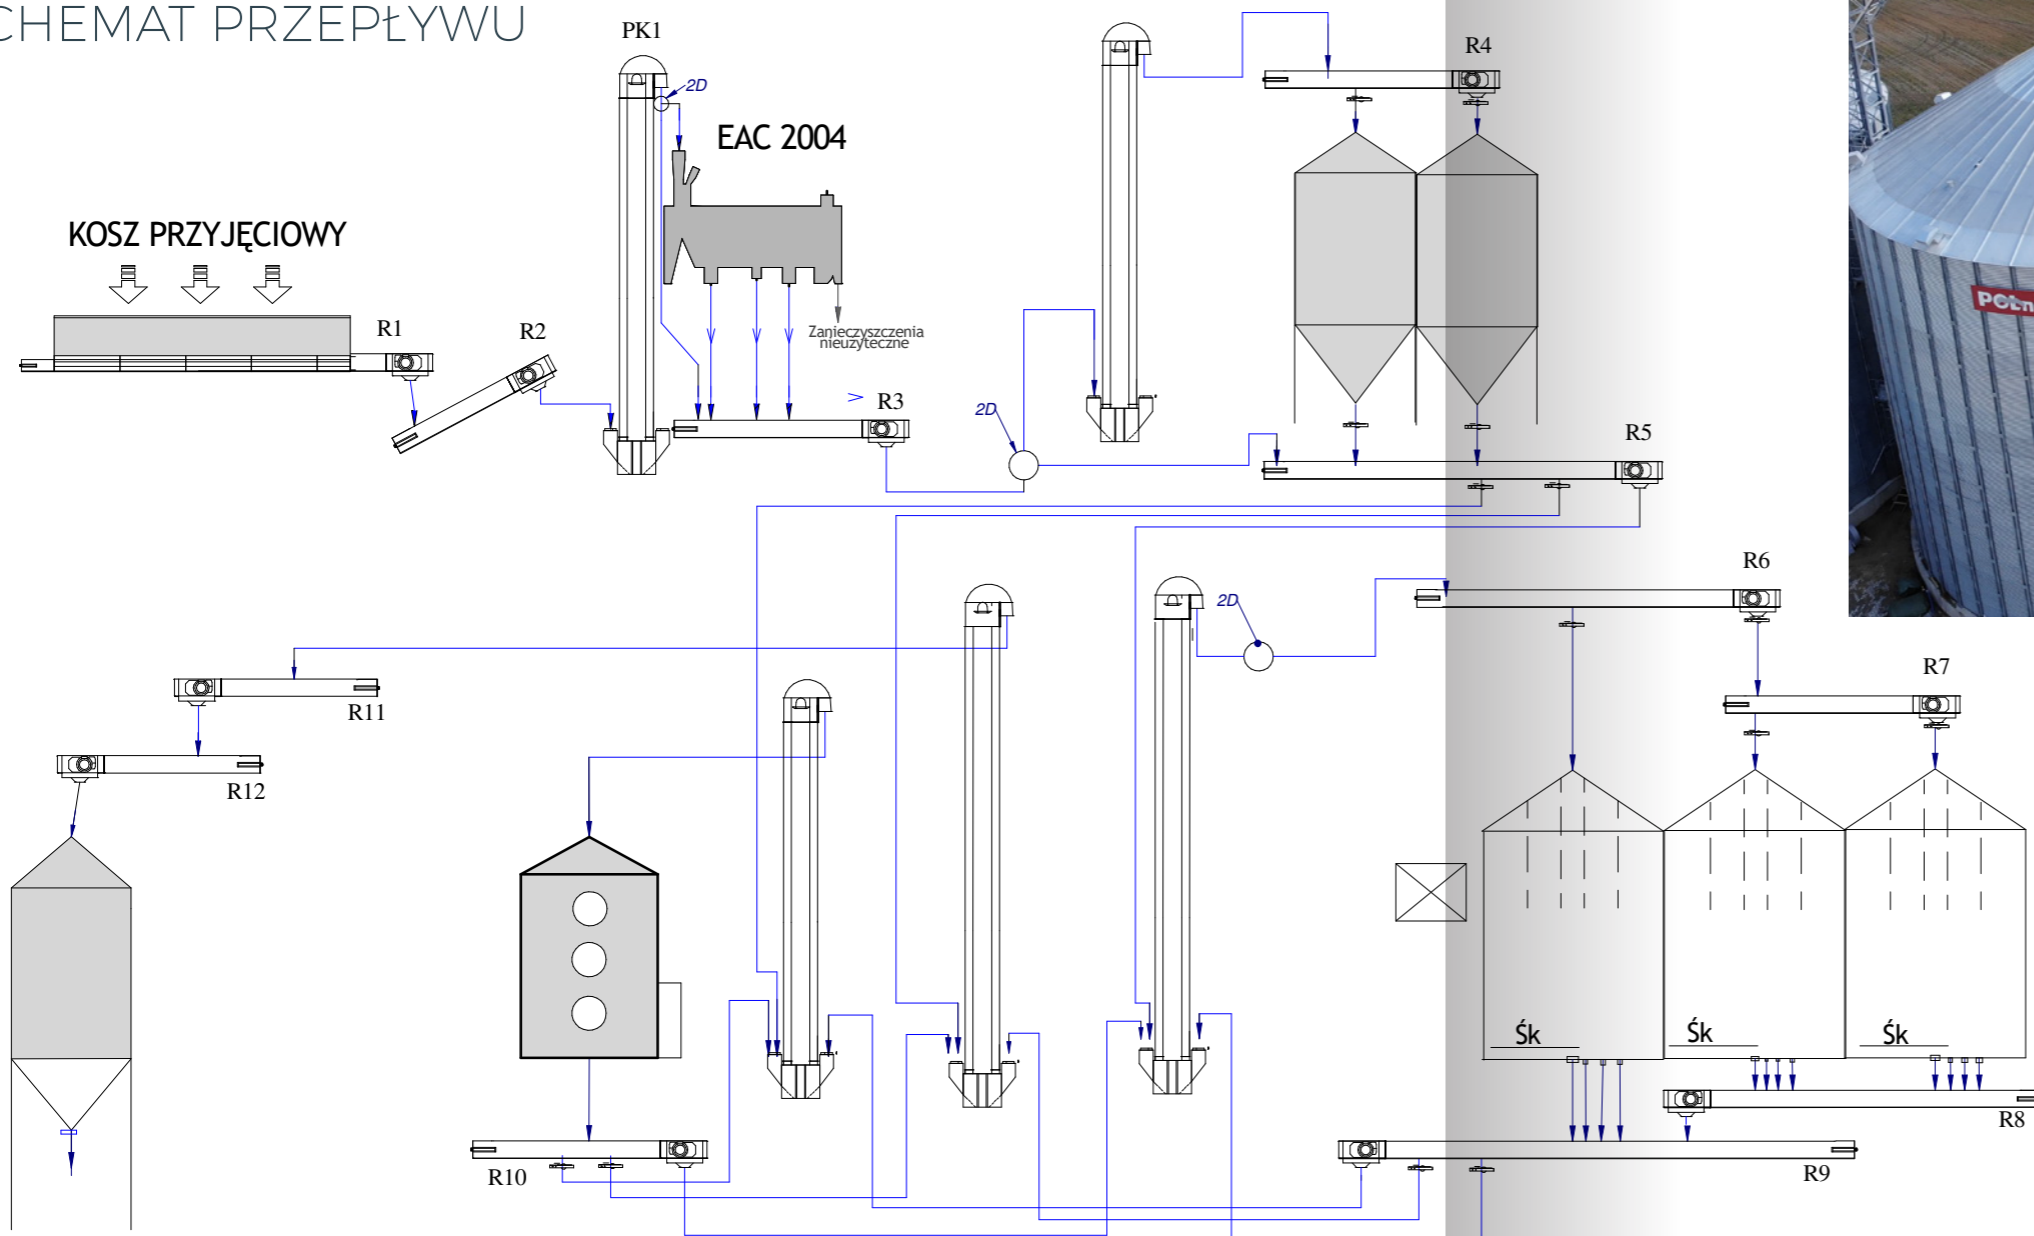 CHEMAT PRZEPŁYWU
PK1
R4
2D
EAC 2004
KOSZ PRZYJĘCIOWY
POLn
R1
R2
Zanieczyszczenia
nieużyteczne
>
R3
2D
R5
R6
2D
R7
R11
R12
Śk
Śk
Śk
R8
R10
R9